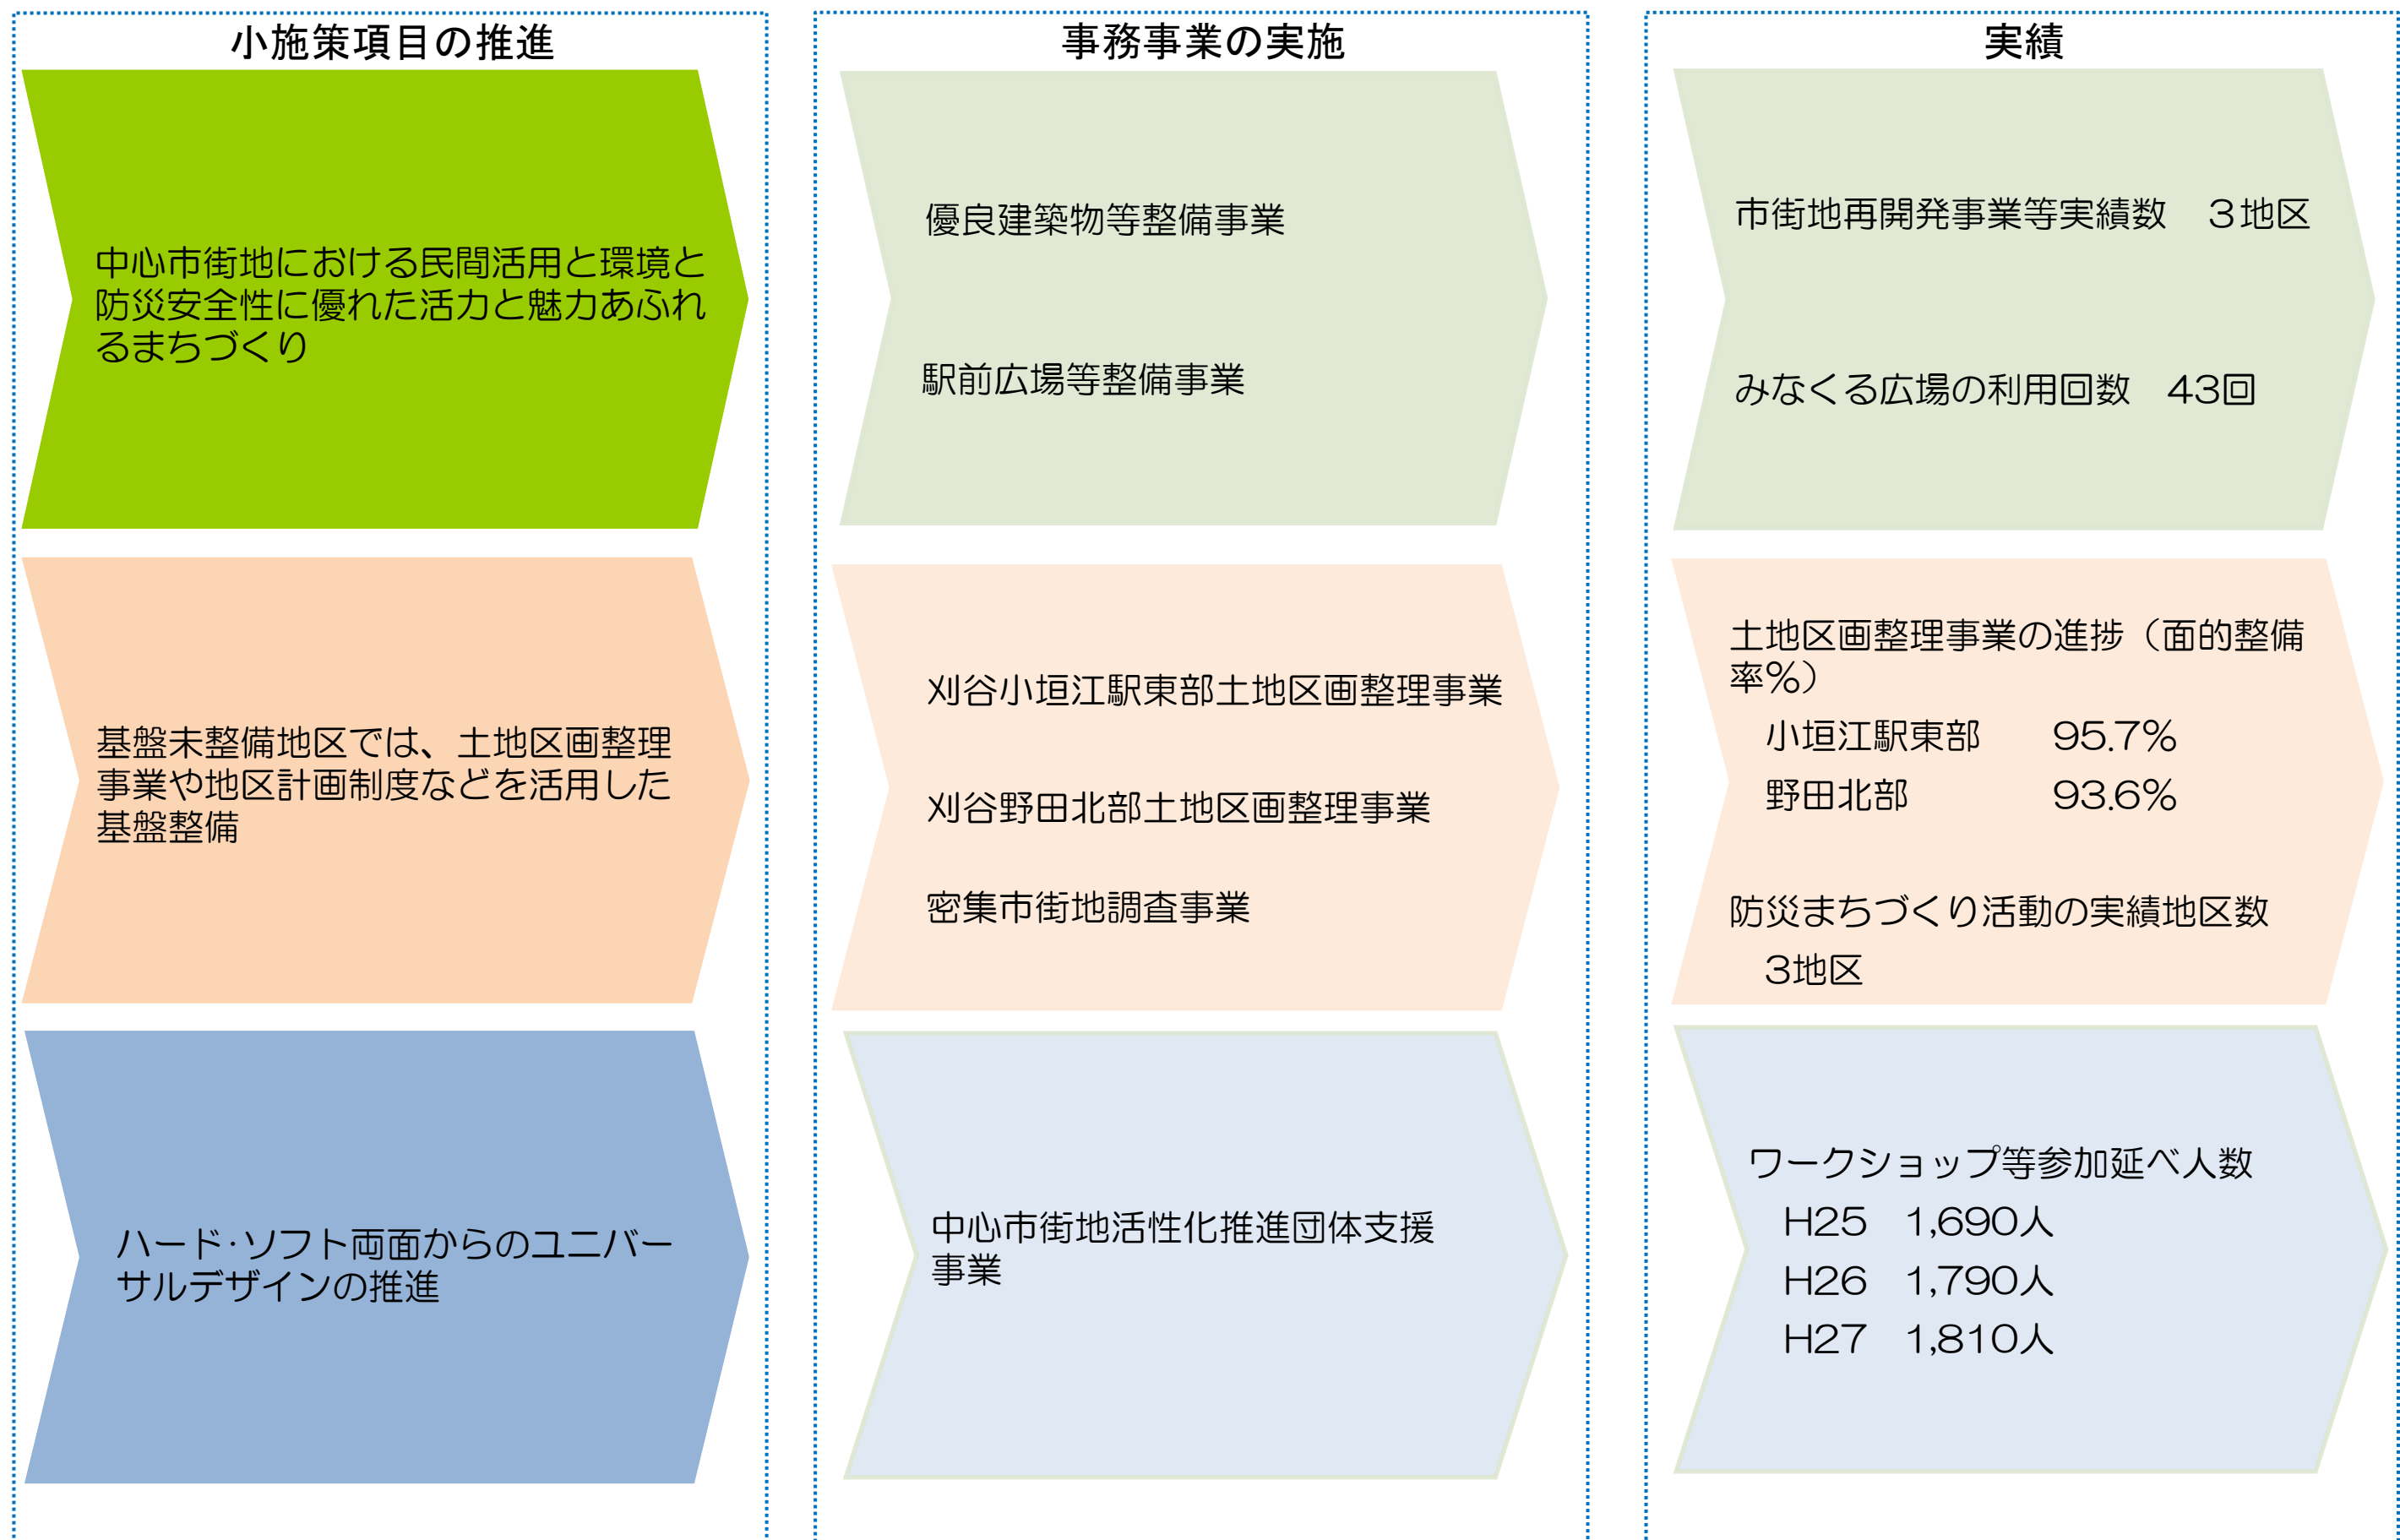 小施策項目の推進
中心市街地における民間活用と環境と
防災安全性に優れた活力と魅力あふれ
るまちづくり
基盤未整備地区では、土地区画整理
事業や地区計画制度などを活用した
基盤整備
ハード・ソフト両面からのユニバー
サルデザインの推進
事務事業の実施
優良建築物等整備事業
駅前広場等整備事業
刈谷小垣江駅東部土地区画整理事業
刈谷野田北部土地区画整理事業
密集市街地調査事業
中心市街地活性化推進団体支援
事業
実績
市街地再開発事業等実績数　３地区
みなくる広場の利用回数　43回
土地区画整理事業の進捗（面的整備
率％）
小垣江駅東部　　95.7％
野田北部　　　　93.6％
防災まちづくり活動の実績地区数
3地区
ワークショップ等参加延べ人数
H25　1,690人
H26　1,790人
H27　1,810人